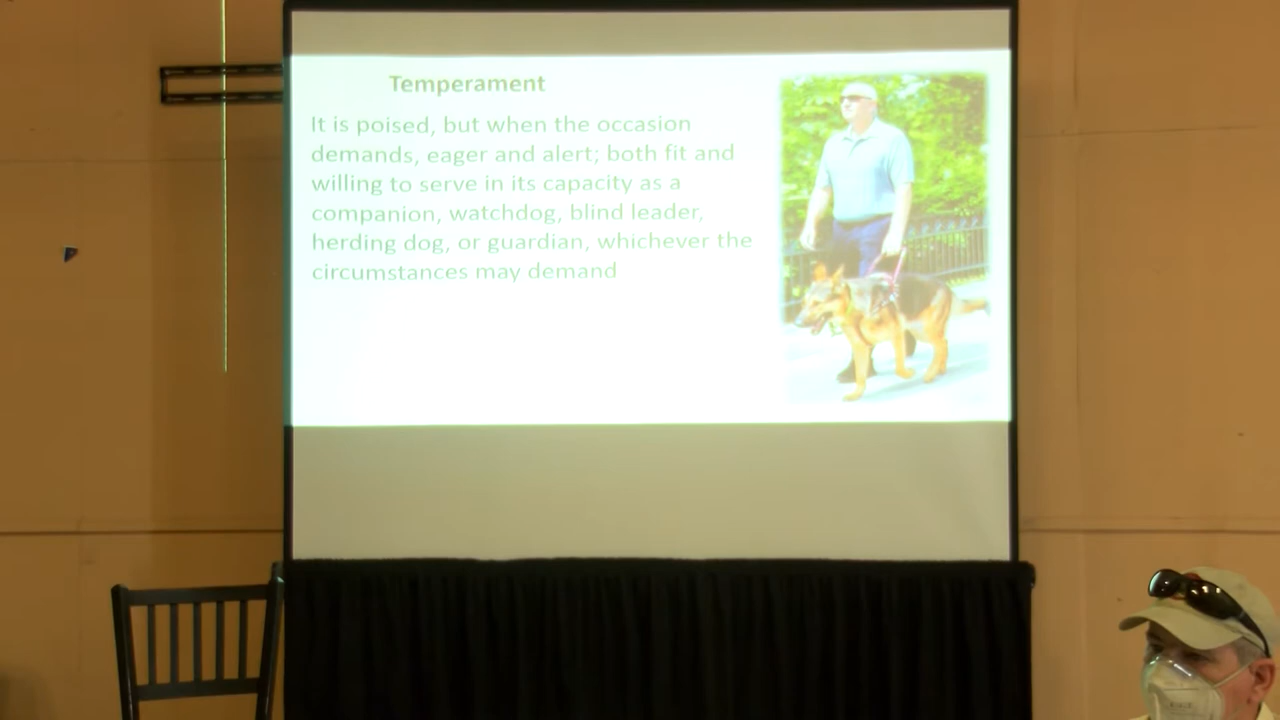 Temperament
It is poised, but when the occasion
demands, eager and alert; both fit and
willing to serve in its capacity as a
companion, watchdog, blind leader,
herding dog, or guardian, whichever the
circumstances may demand